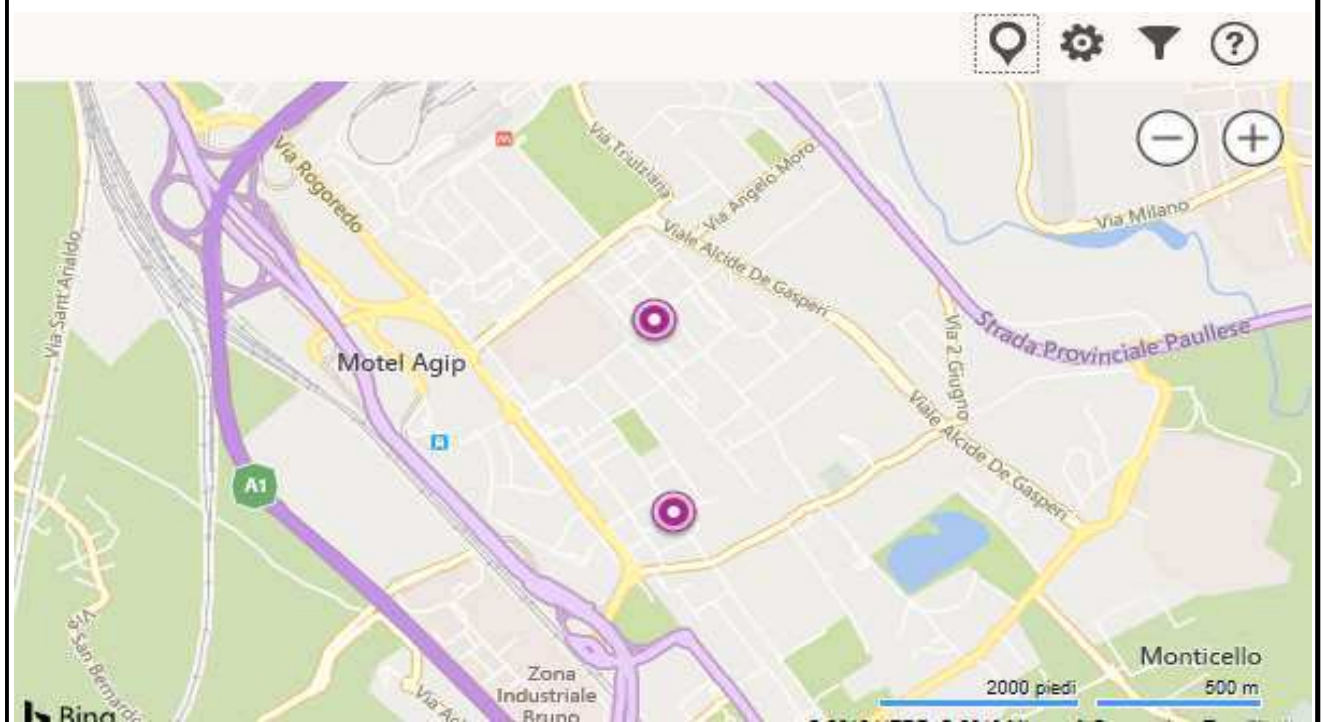 ?
− +
M
Via Rogoredo
Via Triulziana
Via Angelo Moro
Via Milano
Via Sant'Arialdo
Viale Alcide De Gasperi
Strada Provinciale Paullese
Via 2 Giugno
Motel Agip
Viale Alcide De Gasperi
A1
Monticello
Zona
Industriale
Bruno
2000 piedi 500 m
Via San Bernardo
Bing